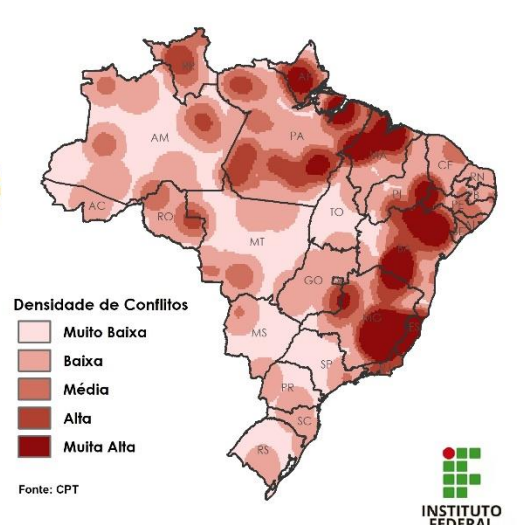 RR
AP
AM
PA
CE
RN
PI
AC
RO
TO
MT
GO
MG
ES
MS
SP
PR
SC
RS
Densidade de Conflitos
Muito Baixa
Baixa
Média
Alta
Muita Alta
Fonte: CPT
INSTITUTO
FEDERAL